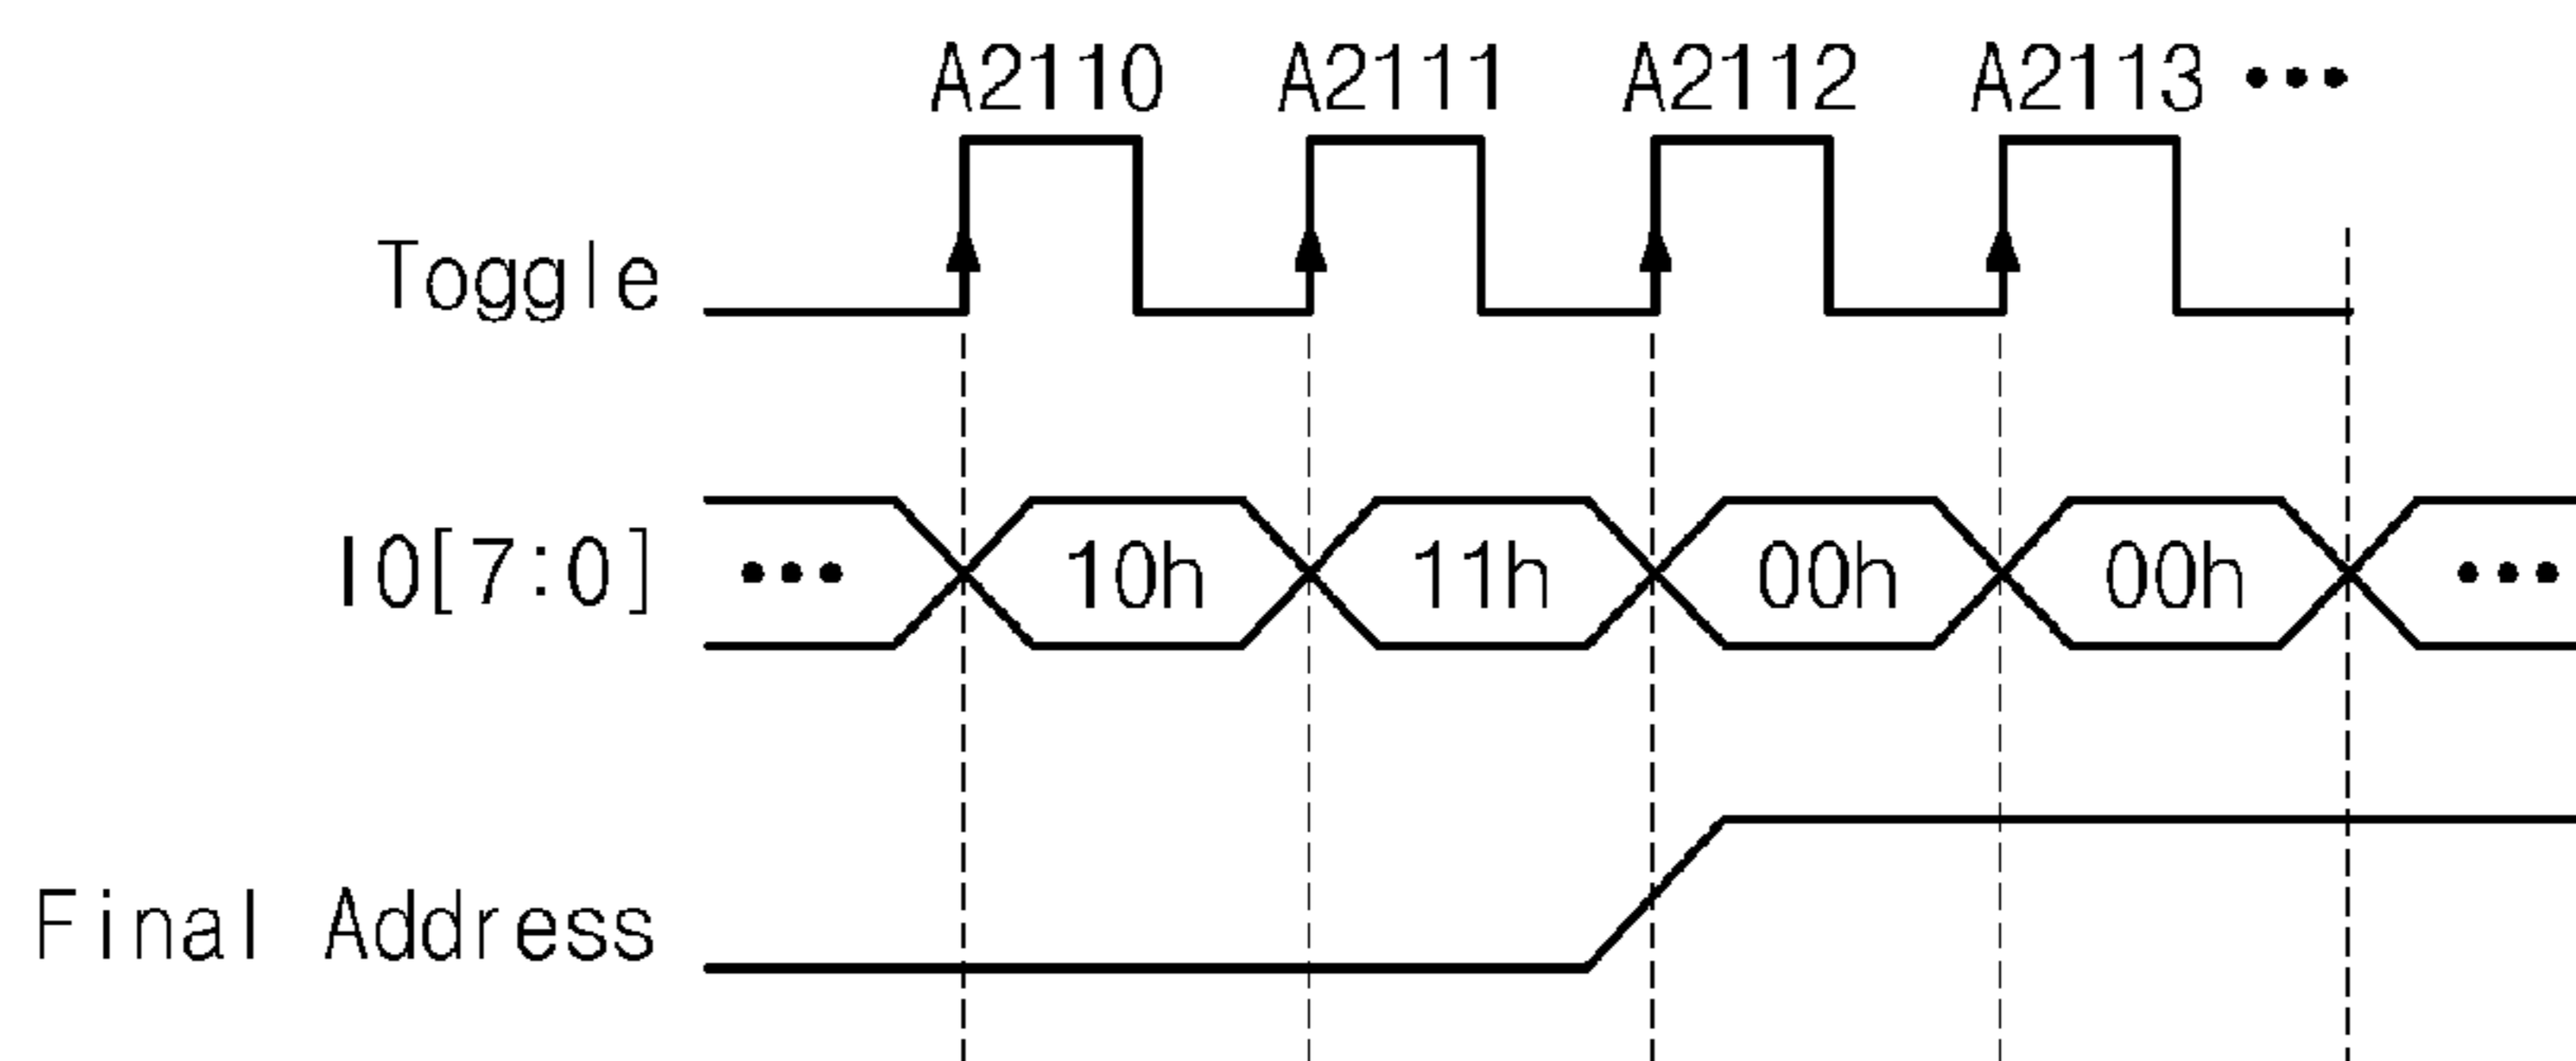 A2110 A2111 A2112 A2113 •••
Toggle
IO[7:0] ••• 10h 11h 00h 00h •••
Final Address